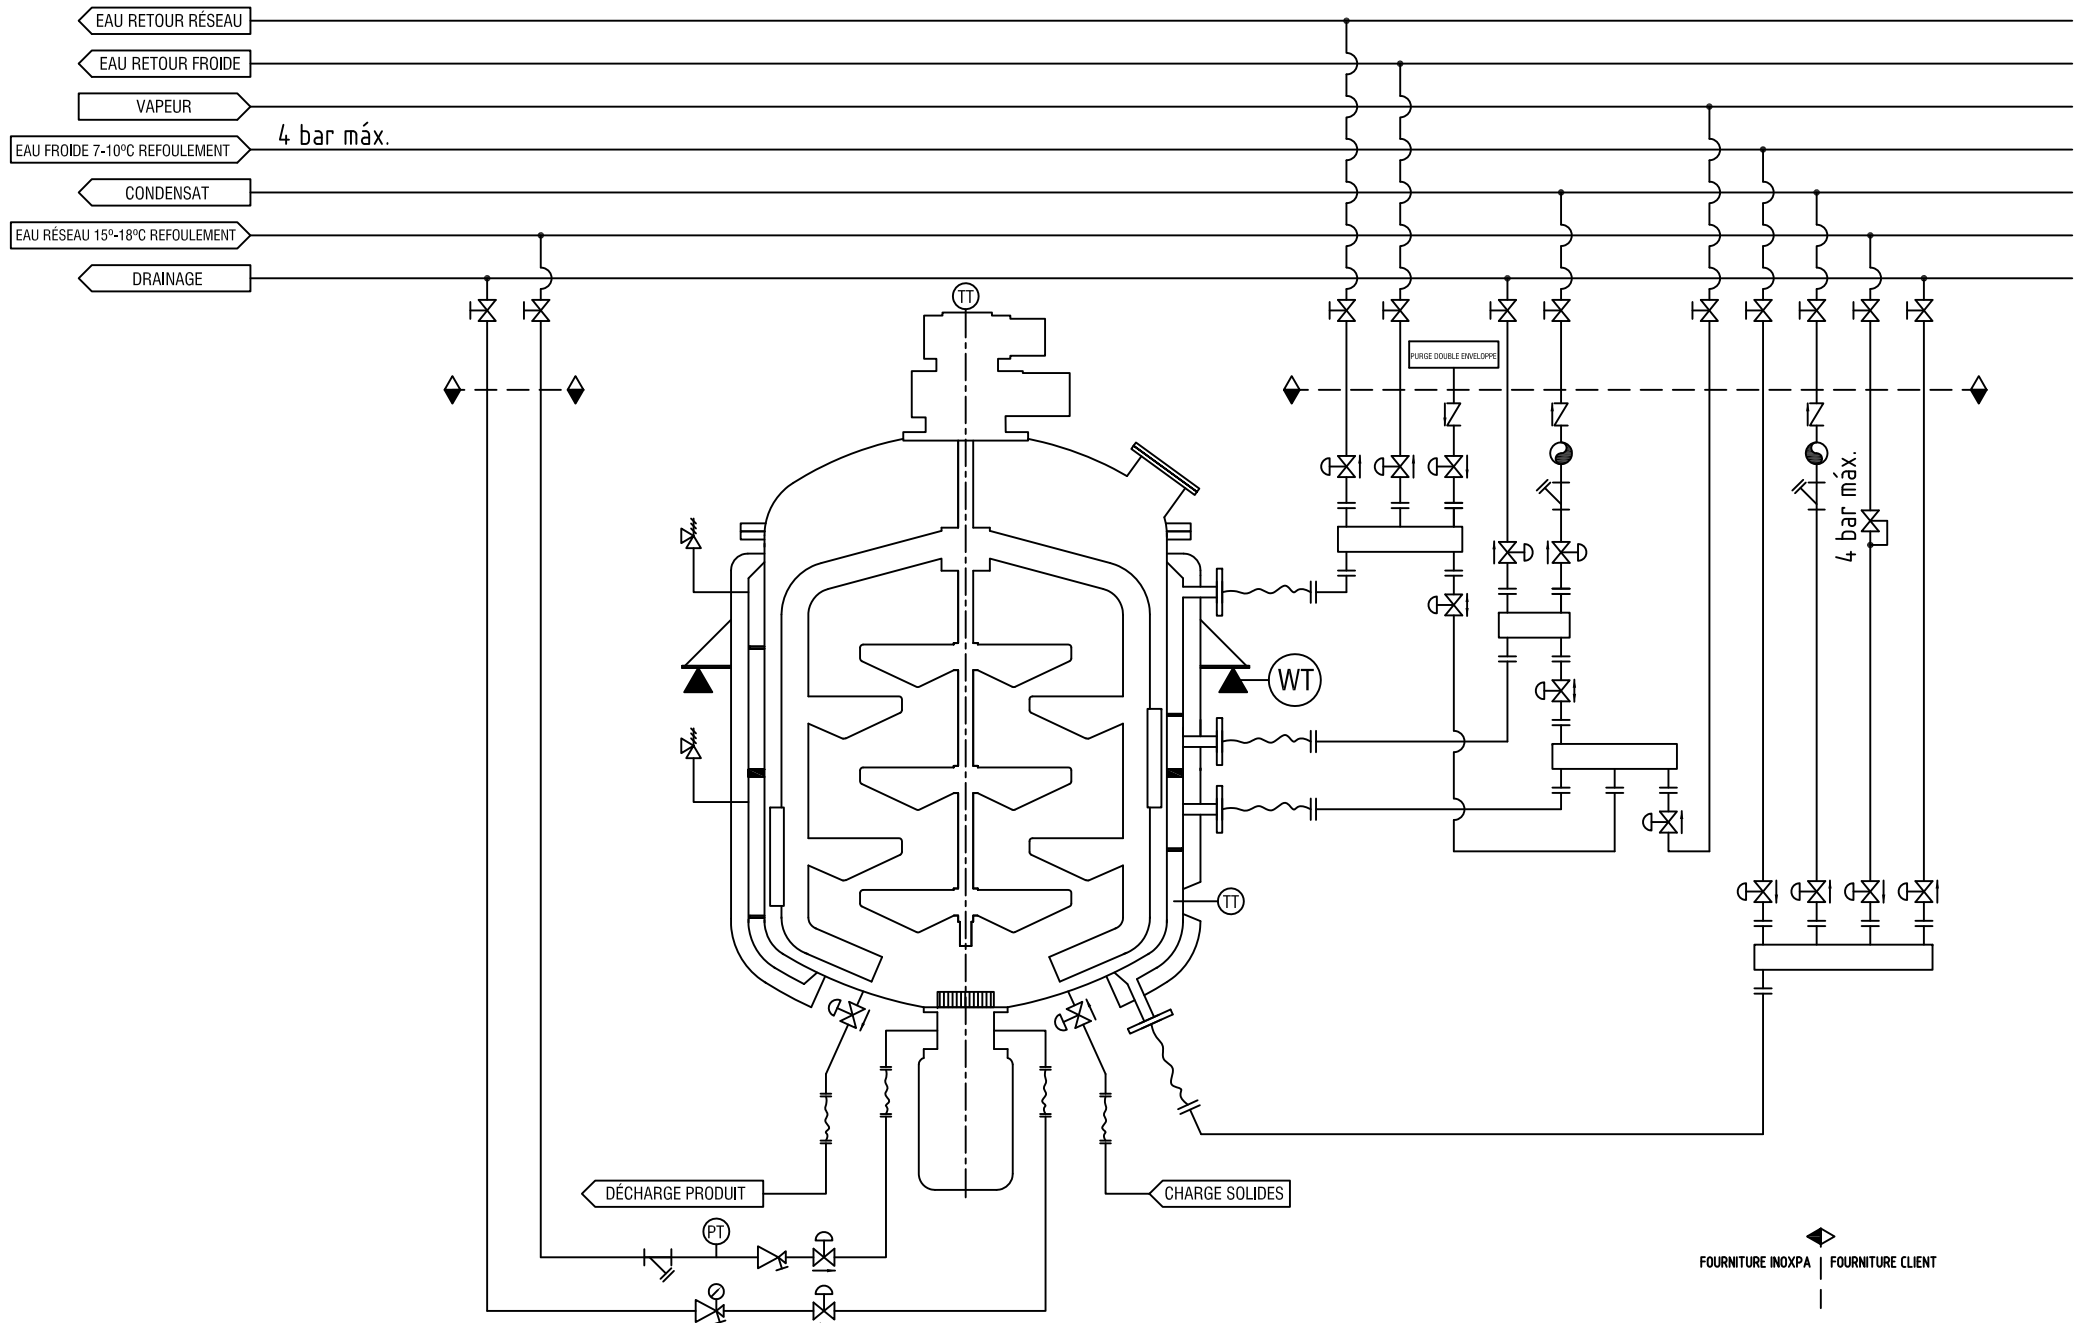 EAU RETOUR RÉSEAU
EAU RETOUR FROIDE
VAPEUR
4 bar máx.
EAU FROIDE 7-10ºC REFOULEMENT
CONDENSAT
EAU RÉSEAU 15º-18ºC REFOULEMENT
DRAINAGE
TT
PURGE DOUBLE ENVELOPPE
4 bar máx.
WT
TT
DÉCHARGE PRODUIT
CHARGE SOLIDES
PT
FOURNITURE INOXPA
FOURNITURE CLIENT